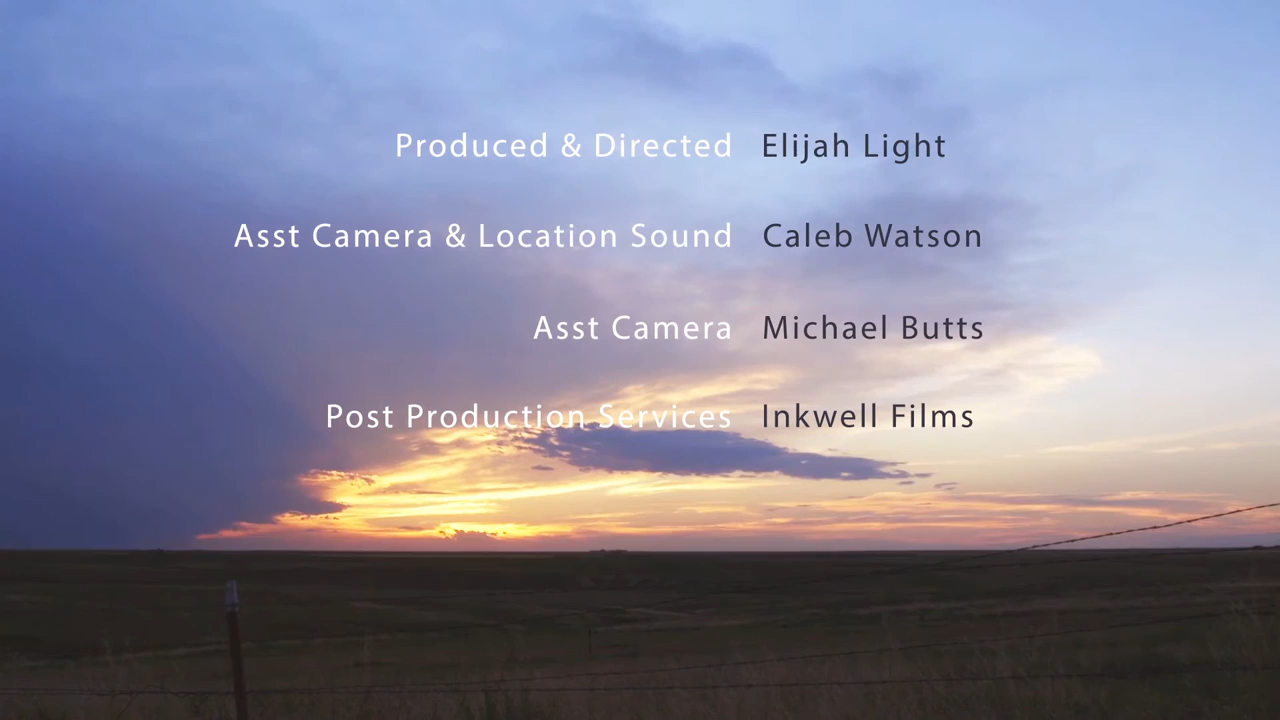 Produced & Directed Elijah Light
Asst Camera & Location Sound Caleb Watson
Asst Camera Michael Butts
Post Production Services Inkwell Films